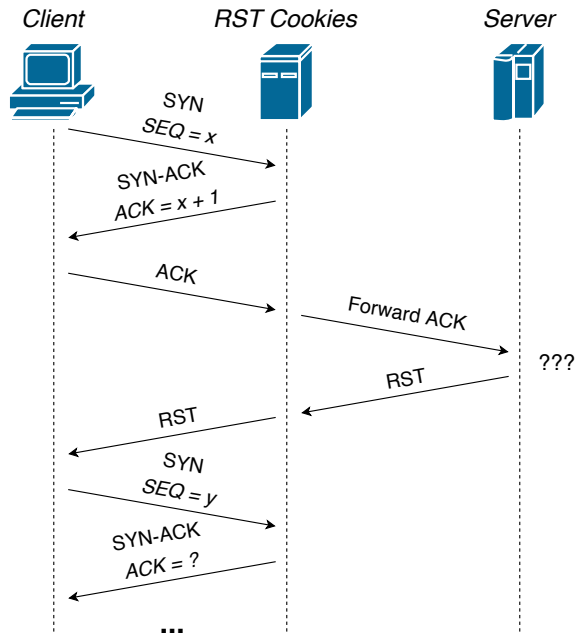 Client
RST Cookies
Server
SYN
SEQ = x
SYN-ACK
ACK = x + 1
ACK
Forward ACK
???
RST
RST
SYN
SEQ = y
SYN-ACK
ACK = ?
...